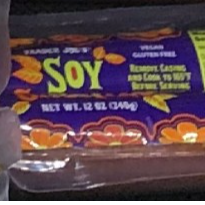 TRADER JOE'S
SOY
VEGAN
GLUTEN FREE
REMOVE CASING
AND COOK TO 165°F
BEFORE SERVING
NET WT. 12 OZ (340g)